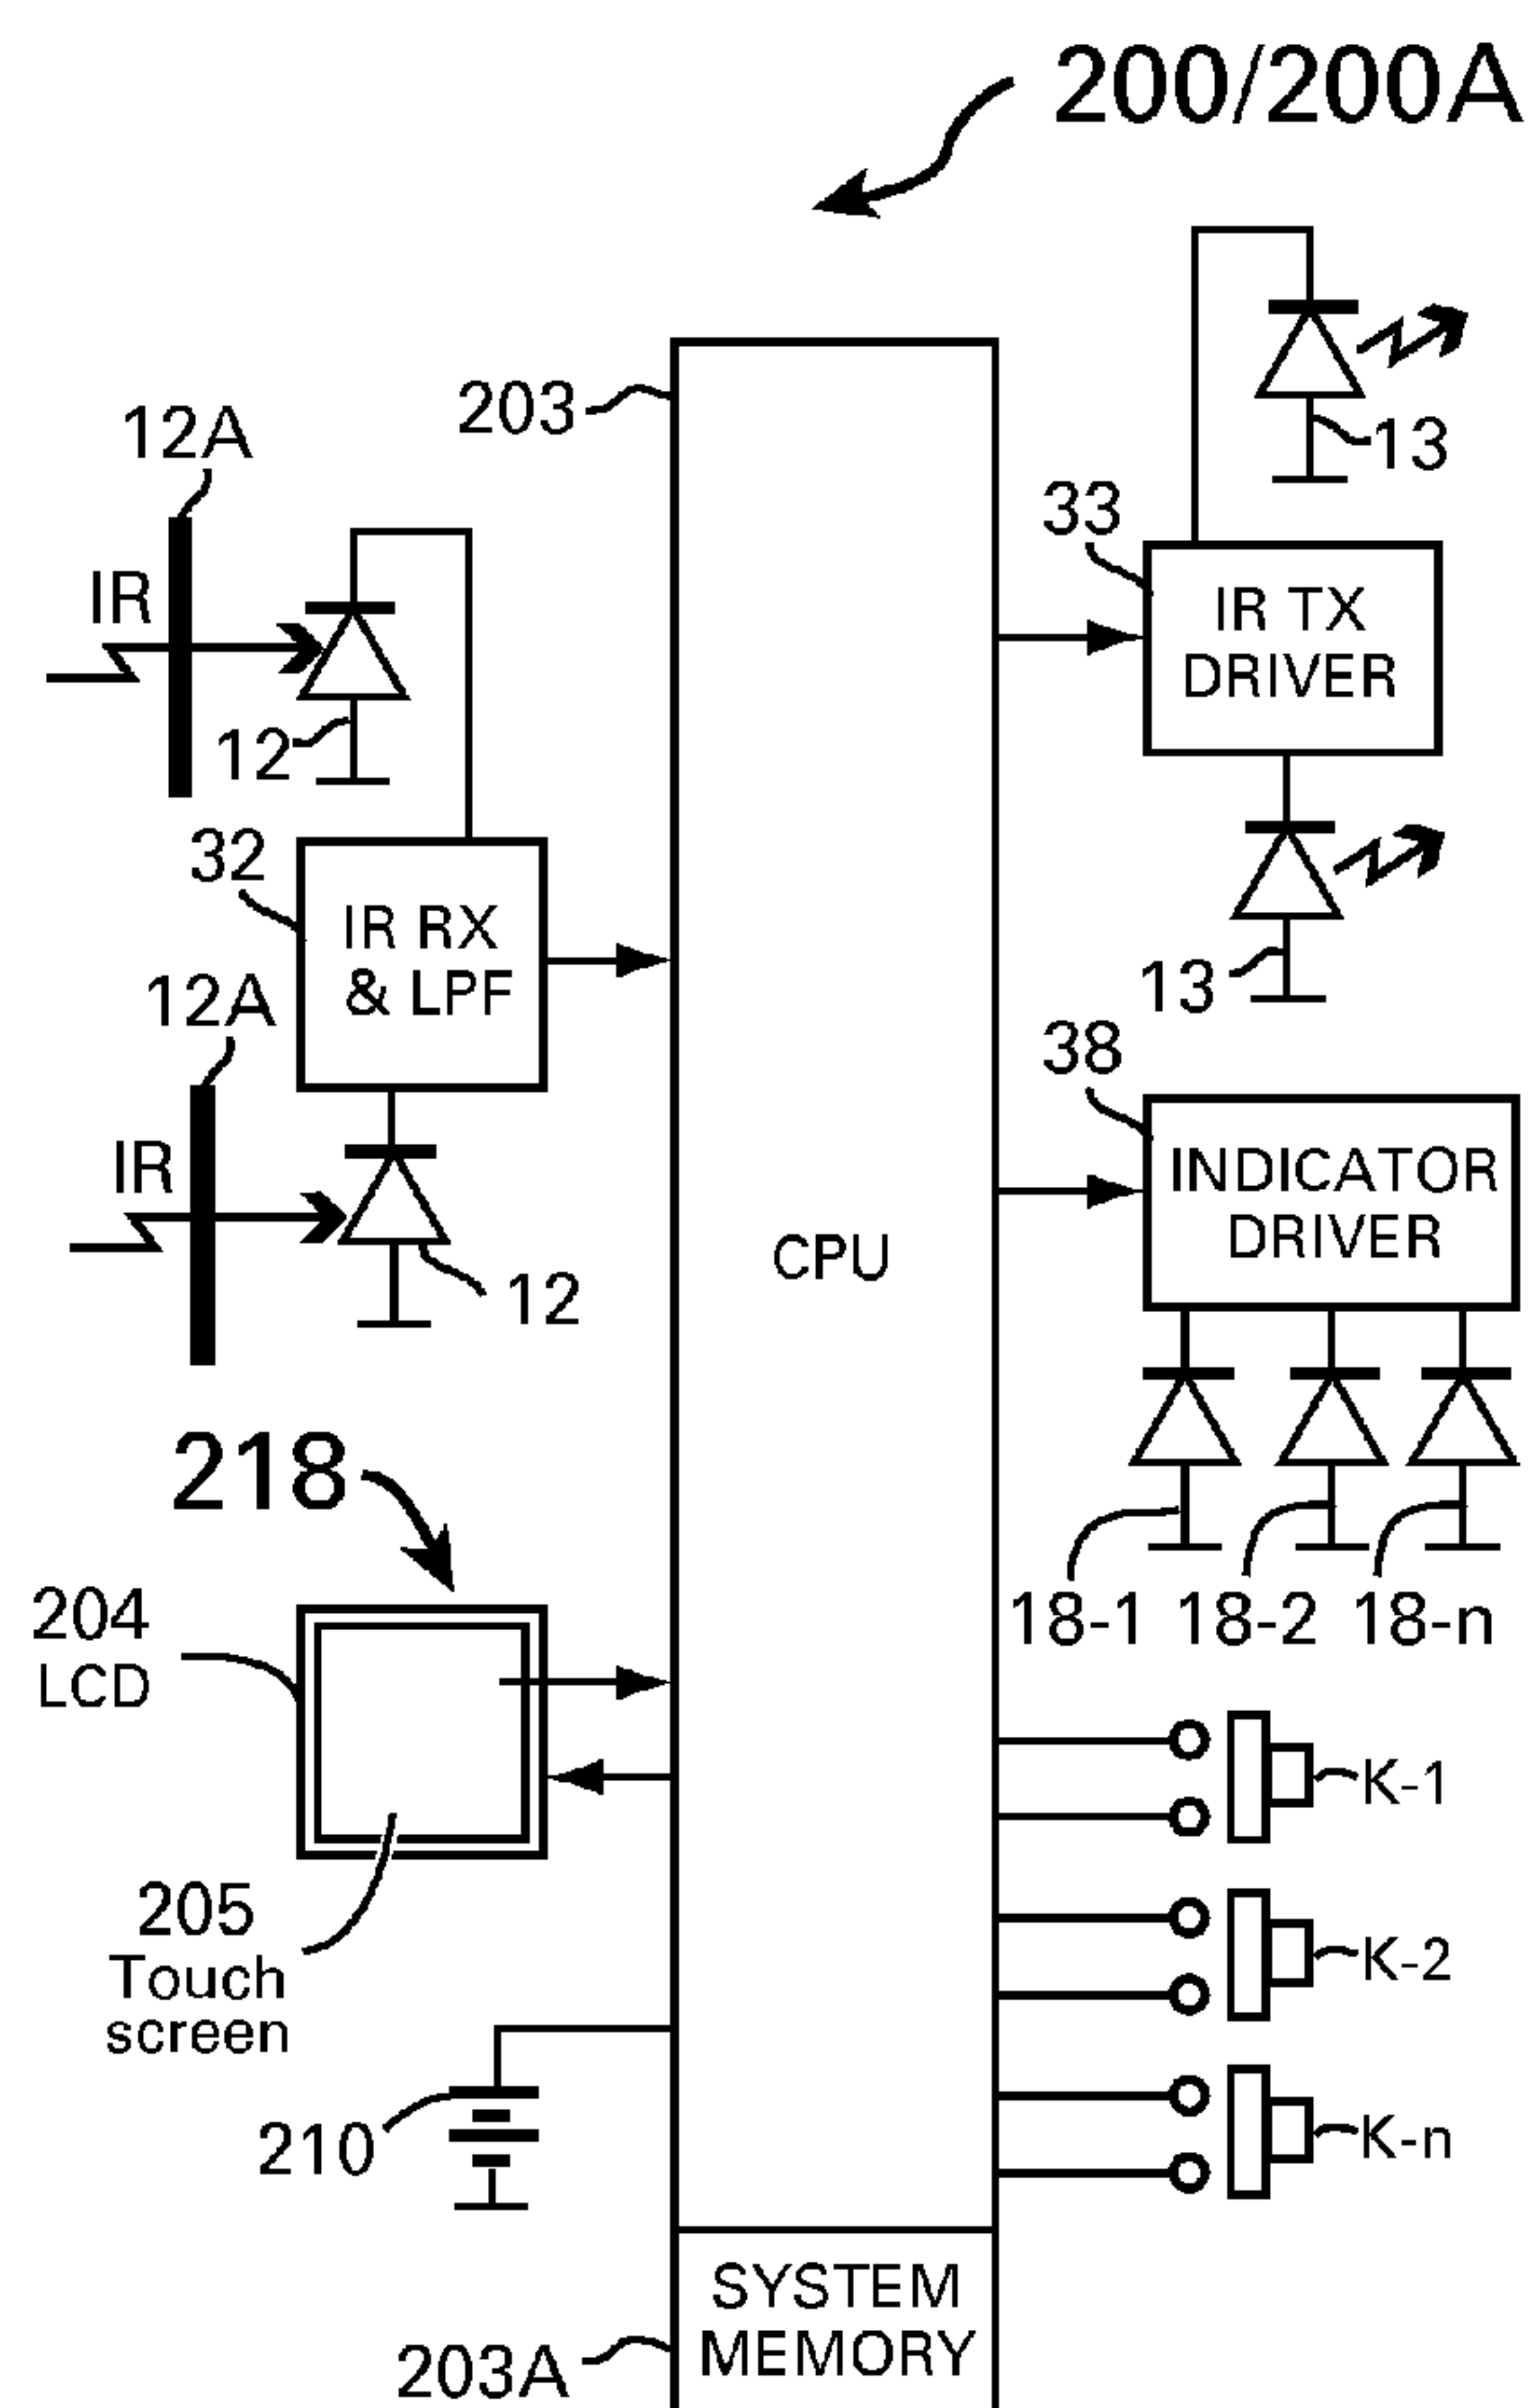 200/200A
203
12A
IR
12
32
IR RX
& LPF
12A
IR
12
218
204
LCD
205
Touch
screen
210
CPU
SYSTEM
MEMORY
203A
13
33
IR TX
DRIVER
13
38
INDICATOR
DRIVER
18-1 18-2 18-n
K-1
K-2
K-n